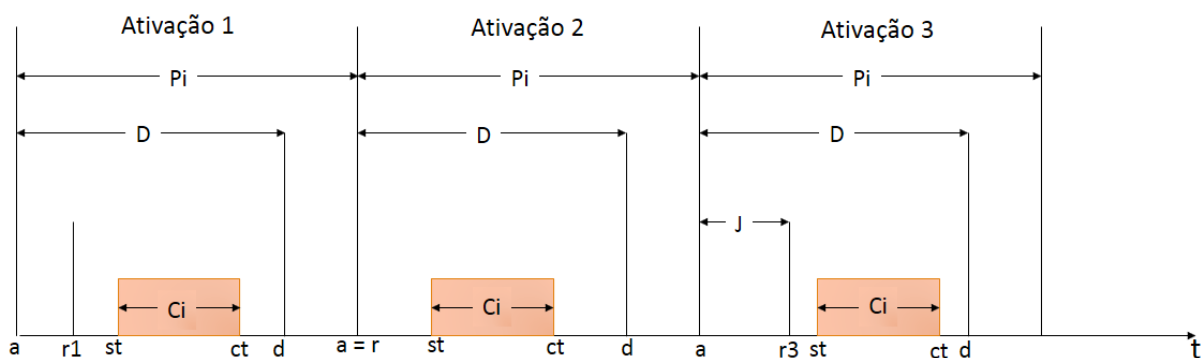 Ativação 1 Ativação 2 Ativação 3
Pi Pi Pi
D D D
J
Ci Ci Ci
a r1 st ct d a = r st ct d a r3 st ct d t